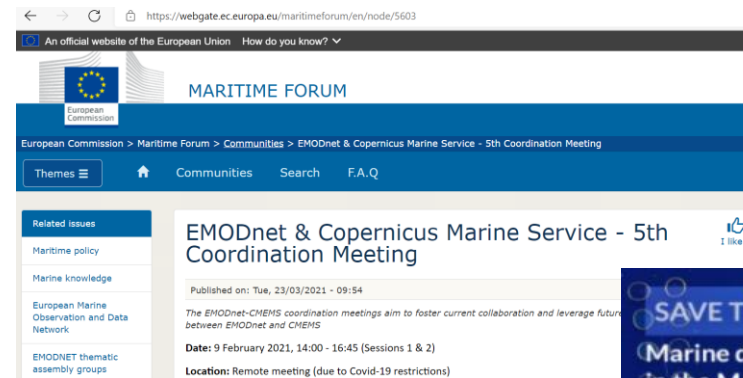 https://webgate.ec.europa.eu/maritimeforum/en/node/5603
An official website of the European Union How do you know?
European
Commission
MARITIME FORUM
European Commission > Maritime Forum > Communities > EMODnet & Copernicus Marine Service - 5th Coordination Meeting
Themes
Communities
Search
F.A.Q
Related issues
Maritime policy
Marine knowledge
European Marine
Observation and Data
Network
EMODNET thematic
assembly groups
EMODnet & Copernicus Marine Service - 5th
Coordination Meeting
I like
Published on: Tue, 23/03/2021 - 09:54
The EMODnet-CMEMS coordination meetings aim to foster current collaboration and leverage future
between EMODnet and CMEMS
Date: 9 February 2021, 14:00 - 16:45 (Sessions 1 & 2)
Location: Remote meeting (due to Covid-19 restrictions)
SAVE T
Marine